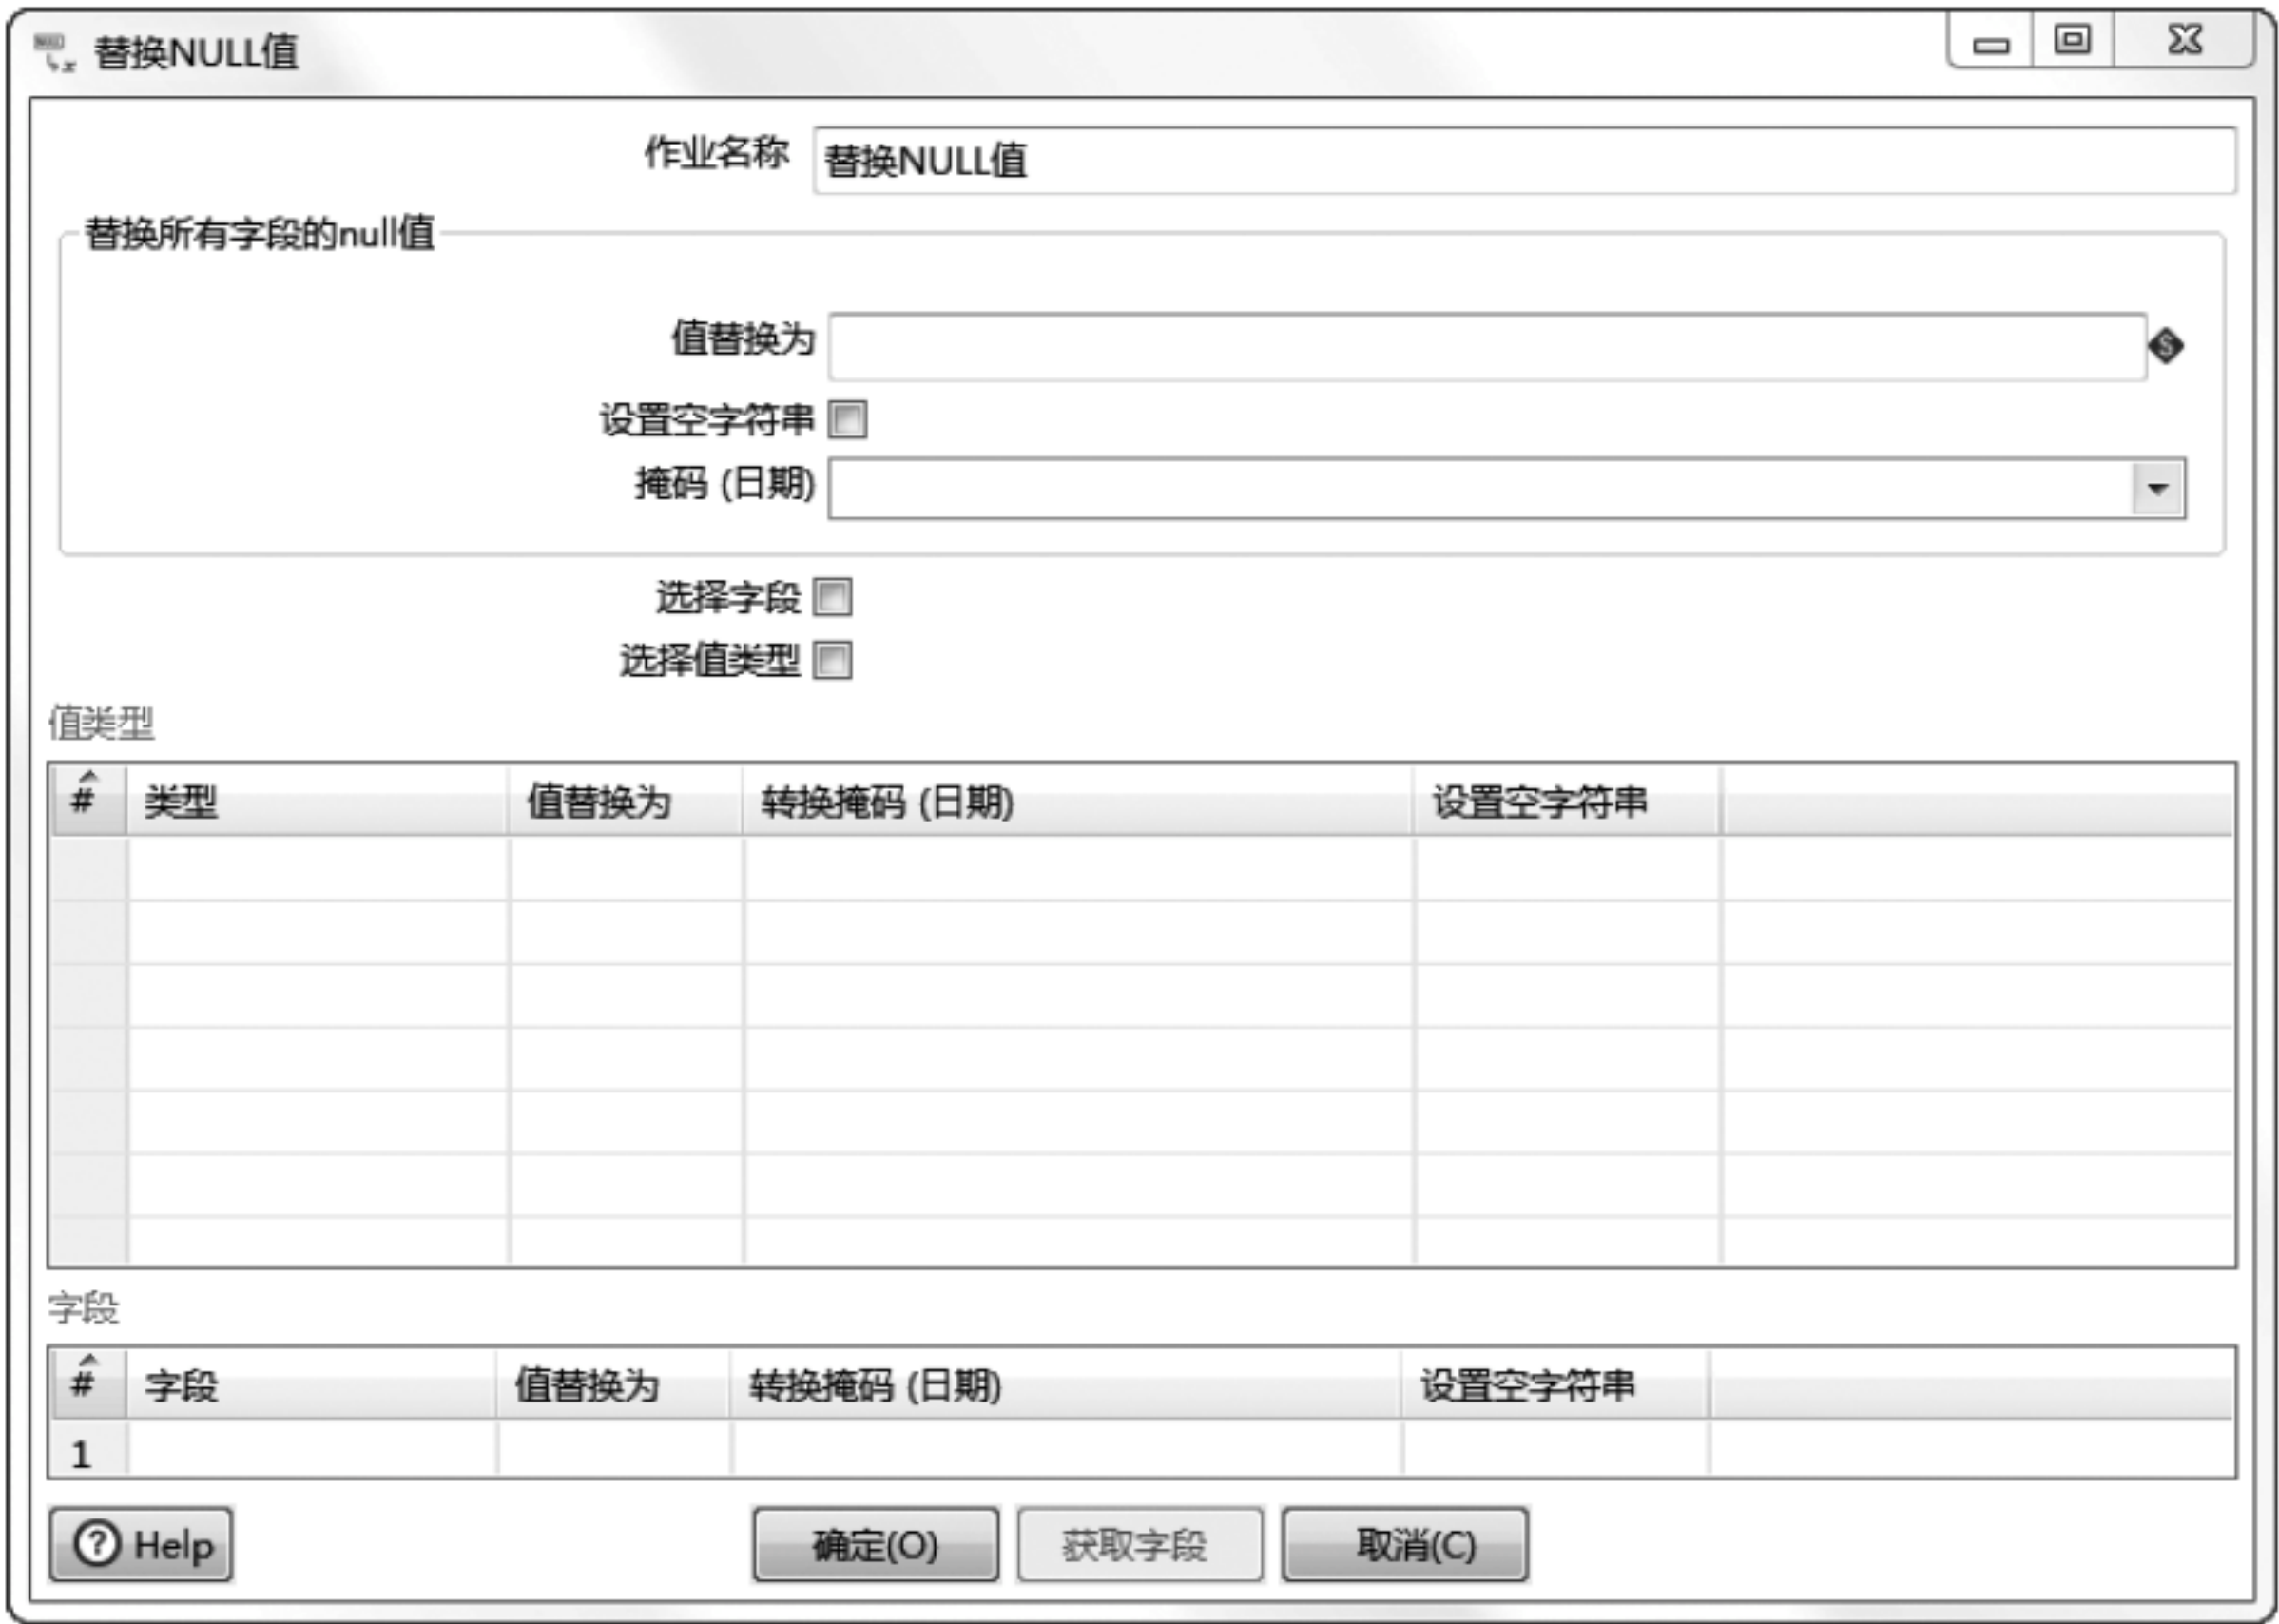 替换NULL值
作业名称 替换NULL值
替换所有字段的null值
值替换为
设置空字符串
掩码 (日期)
选择字段
选择值类型
值类型
# 类型 值替换为 转换掩码 (日期) 设置空字符串
字段
# 字段 值替换为 转换掩码 (日期) 设置空字符串
1
Help 确定(O) 获取字段 取消(C)